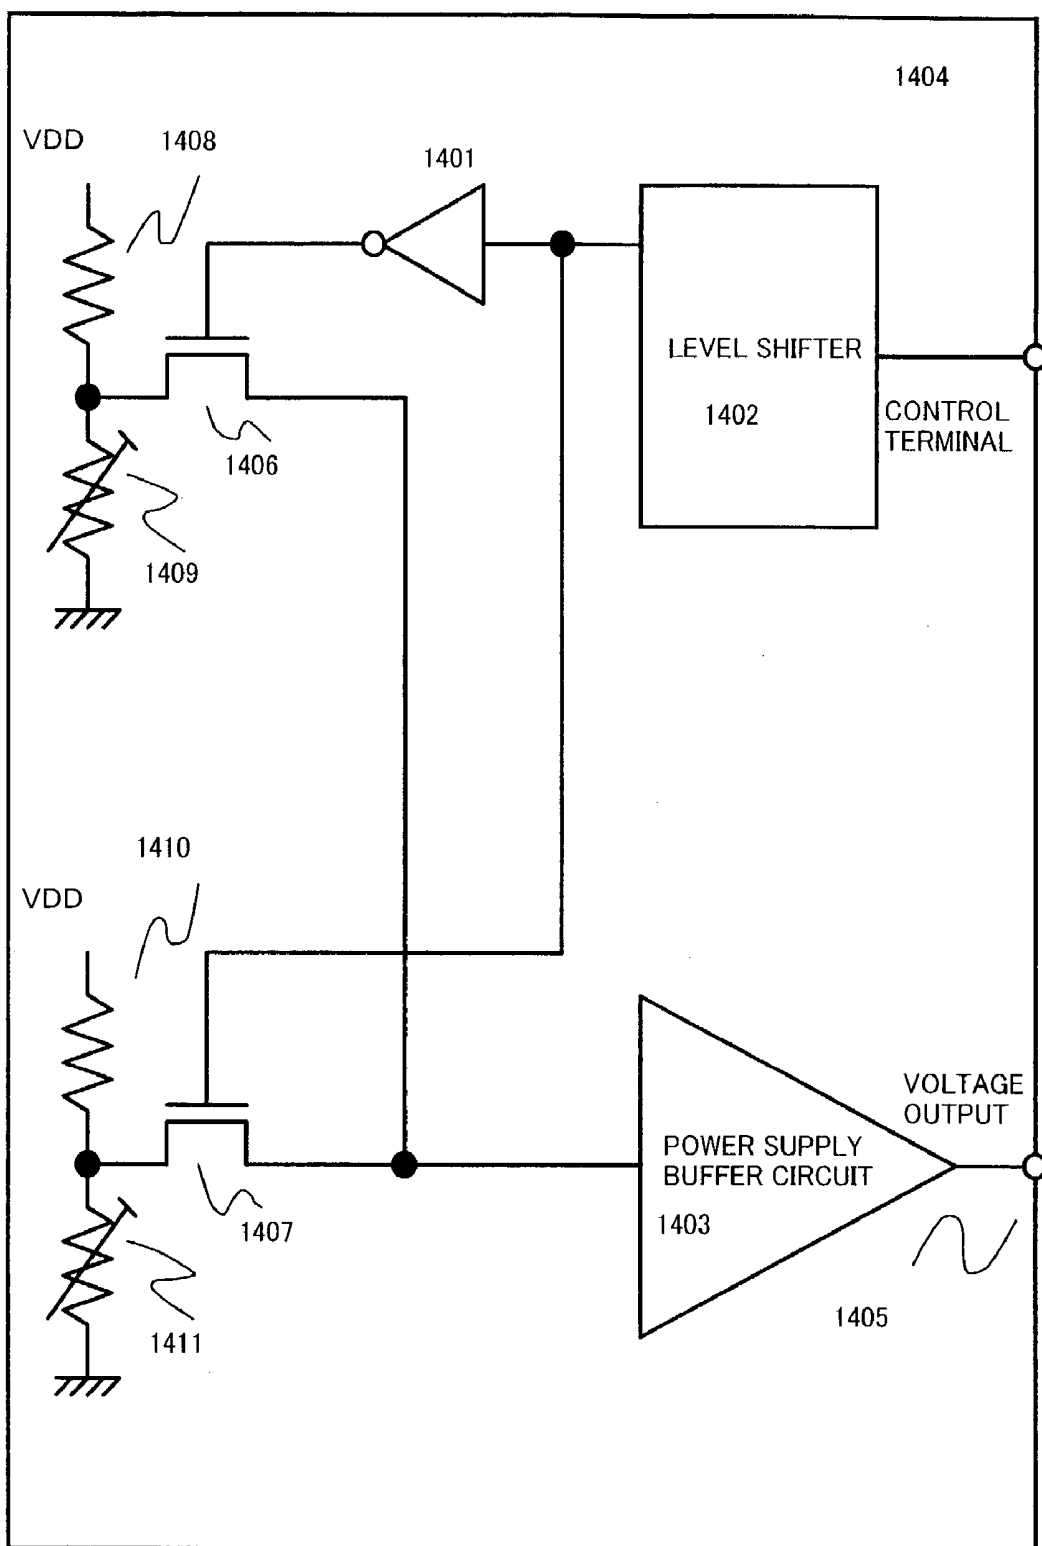 1404
VDD
1408
1401
LEVEL SHIFTER
1402
CONTROL
TERMINAL
1406
1409
1410
VDD
VOLTAGE
OUTPUT
POWER SUPPLY
BUFFER CIRCUIT
1403
1407
1405
1411